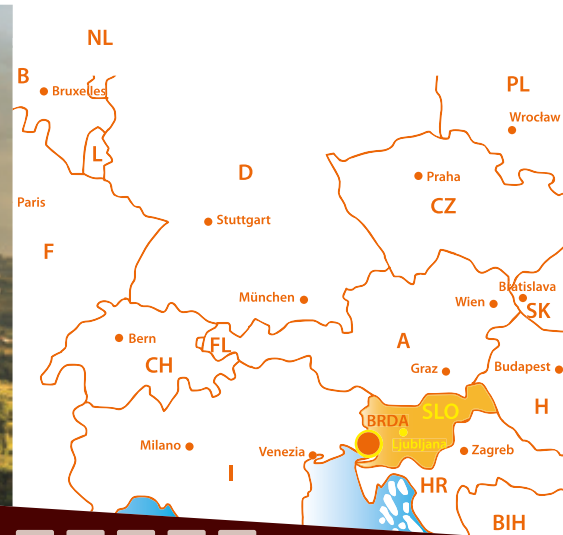 NL
B
Bruxelles
PL
Wrocław
L
D
Praha
Paris
CZ
Stuttgart
F
Bratislava
München
Wien
SK
Bern
FL
A
CH
Graz
Budapest
SLO
H
BRDA
Ljubljana
Milano
Venezia
Zagreb
I
HR
BIH